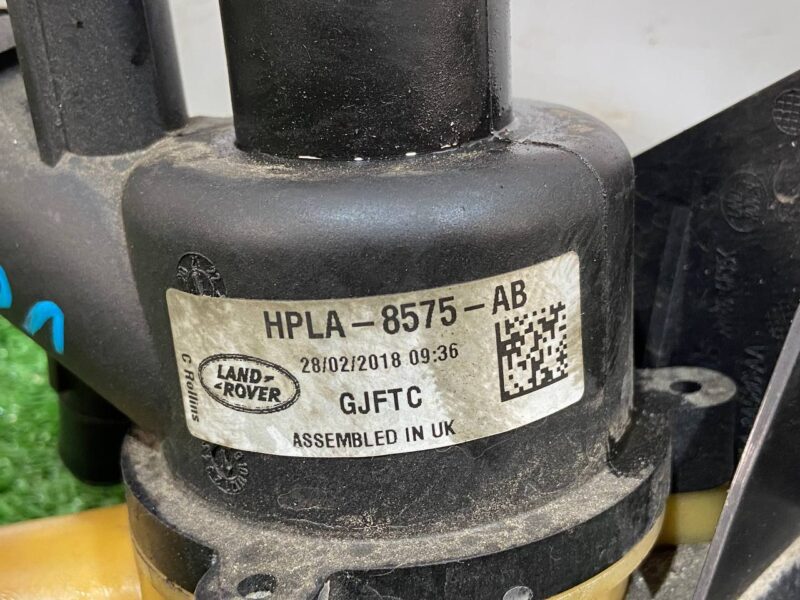 HPLA-8575-AB
28/02/2018 09:36
LAND-
ROVER
GJFTC
ASSEMBLED IN UK
C Rollins